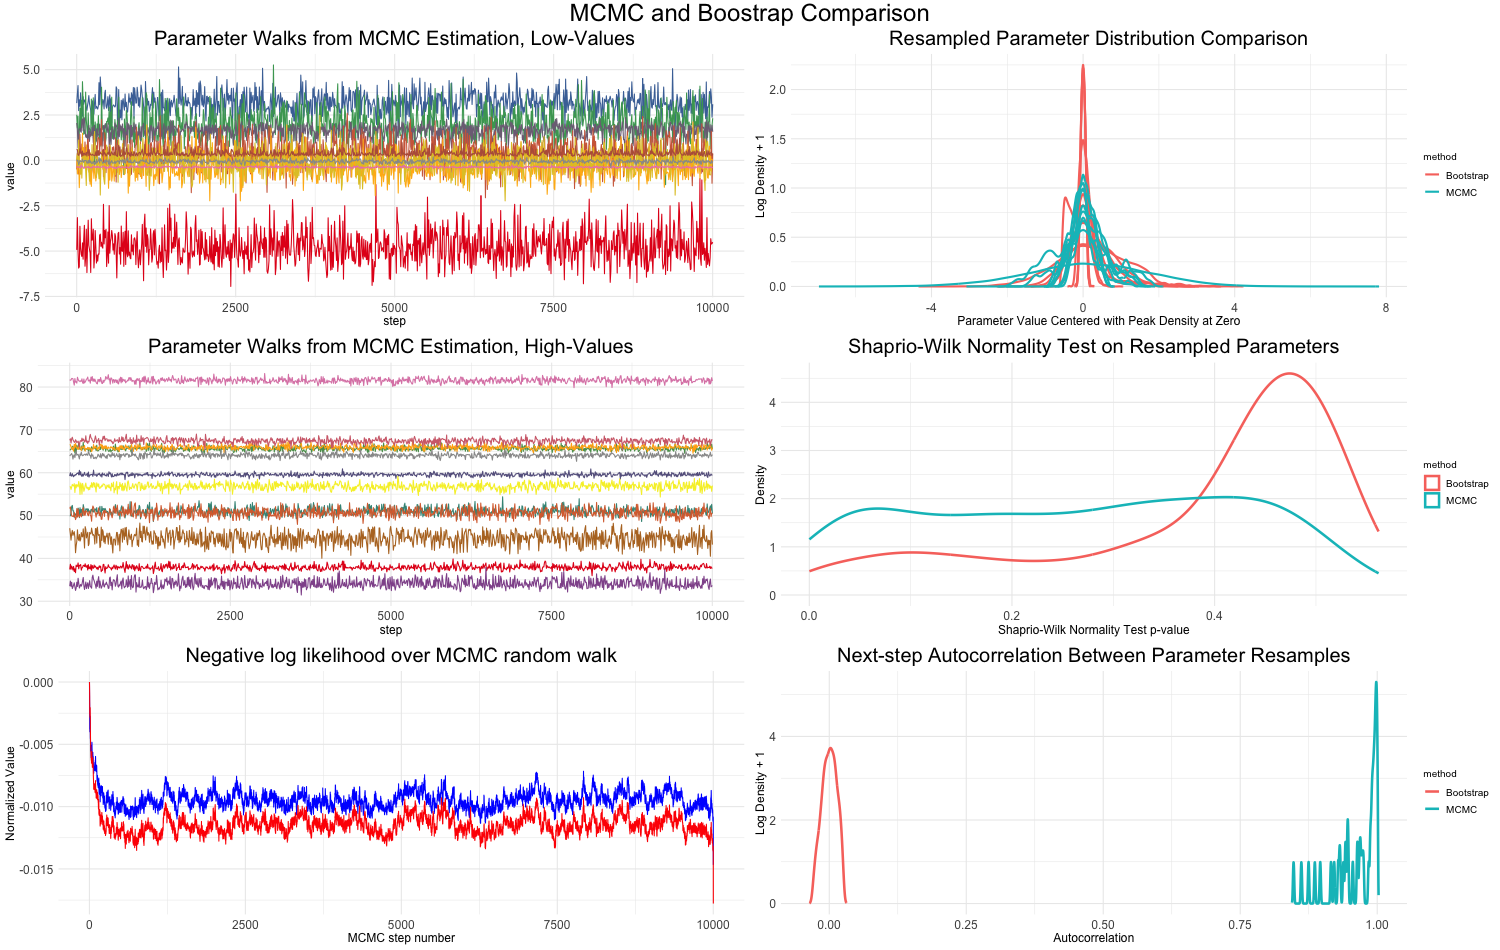 MCMC and Boostrap Comparison
Parameter Walks from MCMC Estimation, Low-Values
value
5.0
2.5
0.0
-2.5
-5.0
-7.5
0 2500 5000 7500 10000
step
Resampled Parameter Distribution Comparison
Log Density + 1
2.0
1.5
1.0
0.5
0.0
-4 0 4 8
Parameter Value Centered with Peak Density at Zero
method
Bootstrap
MCMC
Parameter Walks from MCMC Estimation, High-Values
value
80
70
60
50
40
30
0 2500 5000 7500 10000
step
Shaprio-Wilk Normality Test on Resampled Parameters
Density
4
3
2
1
0
0.0 0.2 0.4
Shaprio-Wilk Normality Test p-value
method
Bootstrap
MCMC
Negative log likelihood over MCMC random walk
Normalized Value
0.000
-0.005
-0.010
-0.015
0 2500 5000 7500 10000
MCMC step number
Next-step Autocorrelation Between Parameter Resamples
Log Density + 1
4
2
0
0.00 0.25 0.50 0.75 1.00
Autocorrelation
method
Bootstrap
MCMC